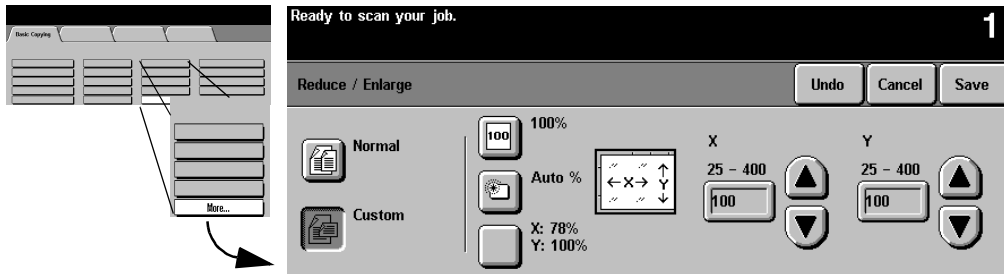 Basic Copying
More...
Ready to scan your job.
1
Reduce / Enlarge
Undo
Cancel
Save
Normal
Custom
100
100%
Auto %
X: 78%
Y: 100%
X
Y
X
25 - 400
100
Y
25 - 400
100